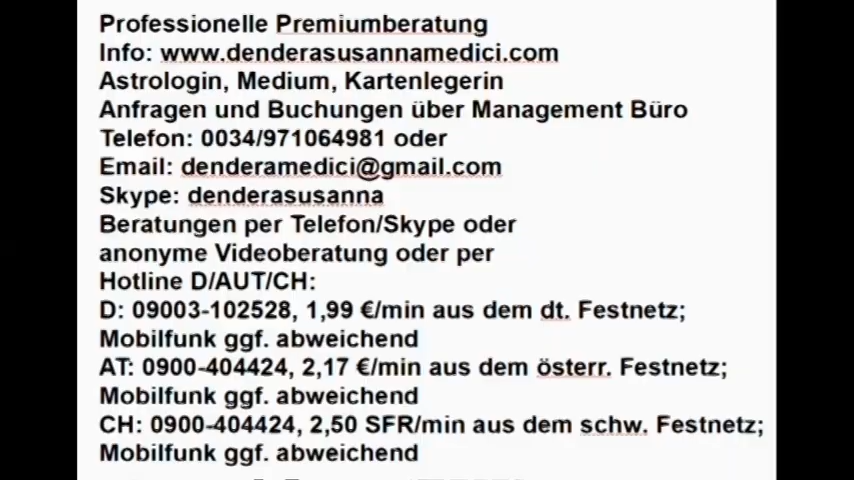 Professionelle Premiumberatung
Info: www.denderasusannamedici.com
Astrologin, Medium, Kartenlegerin
Anfragen und Buchungen über Management Büro
Telefon: 0034/971064981 oder
Email: denderamedici@gmail.com
Skype: denderasusanna
Beratungen per Telefon/Skype oder
anonyme Videoberatung oder per
Hotline D/AUT/CH:
D: 09003-102528, 1,99 €/min aus dem dt. Festnetz;
Mobilfunk ggf. abweichend
AT: 0900-404424, 2,17 €/min aus dem österr. Festnetz;
Mobilfunk ggf. abweichend
CH: 0900-404424, 2,50 SFR/min aus dem schw. Festnetz;
Mobilfunk ggf. abweichend